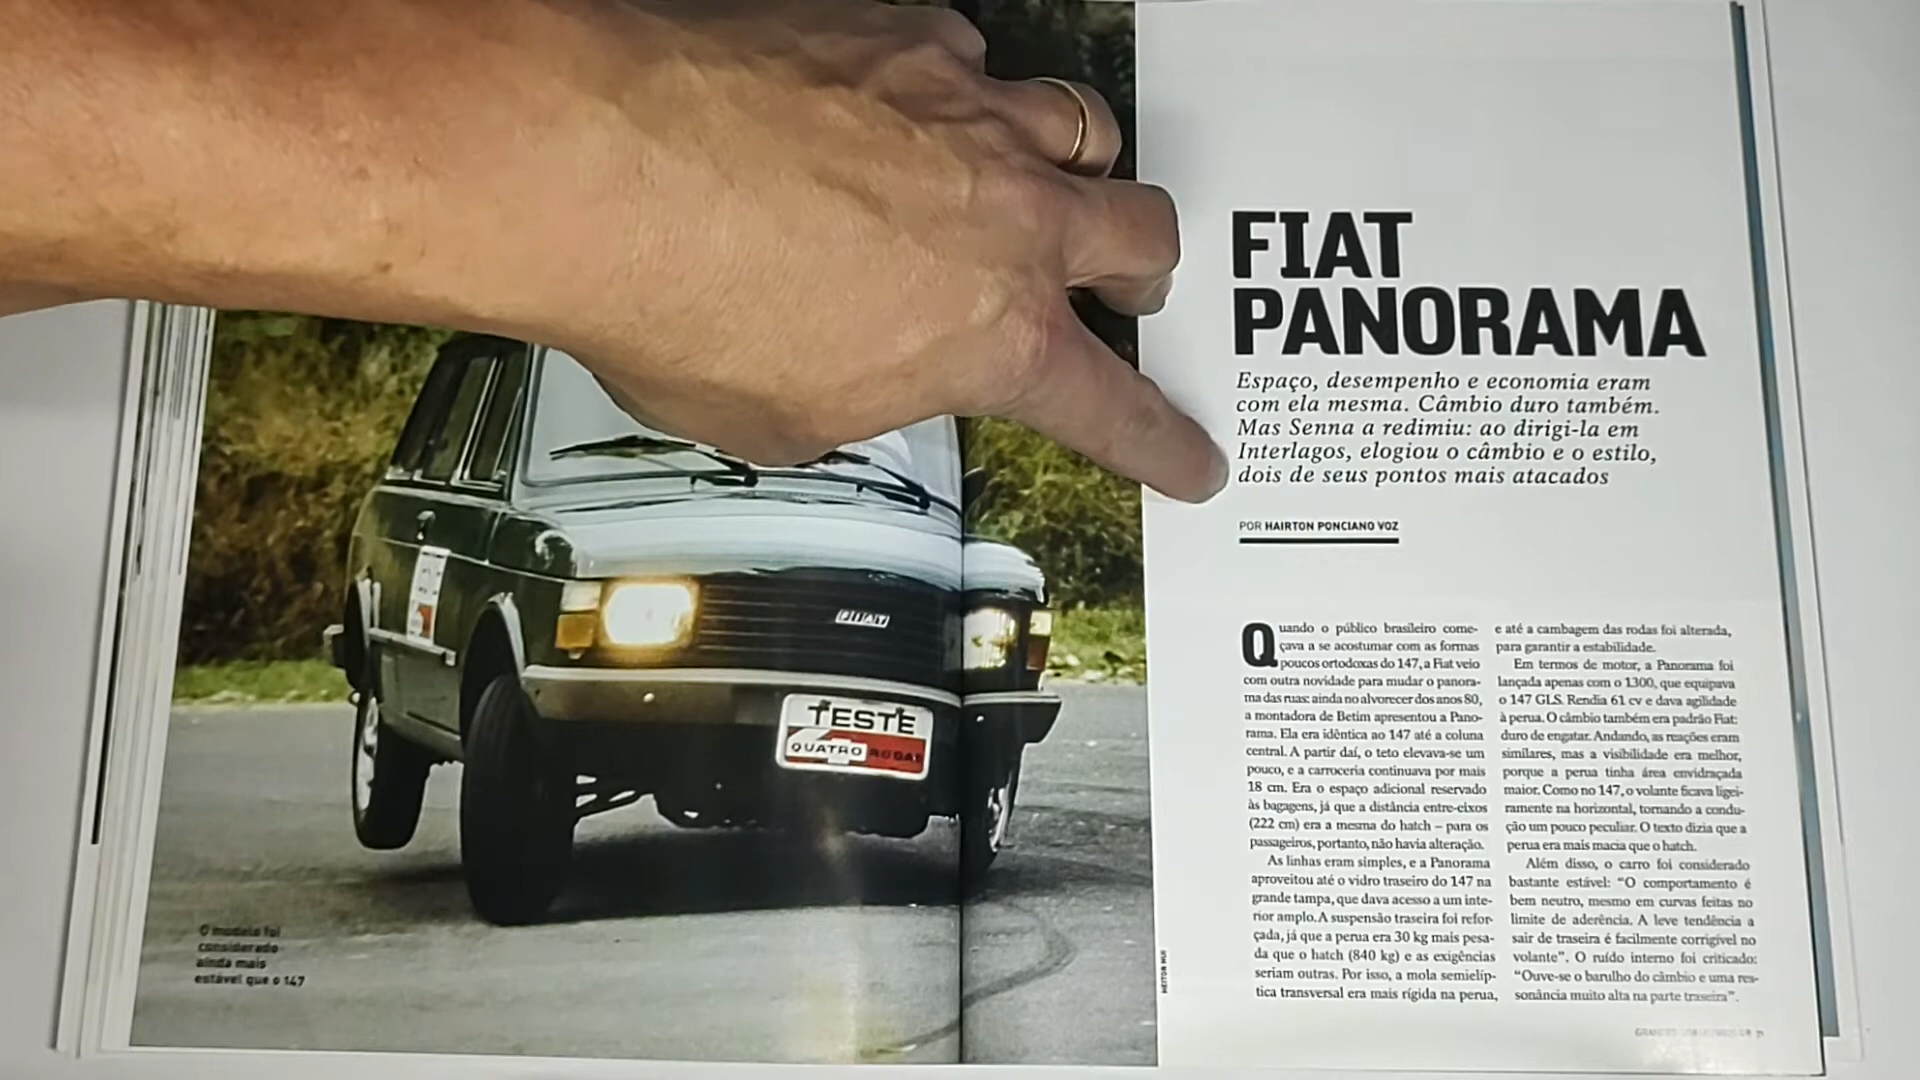 FIAT
TESTE
QUATRO RODAS
O modelo foi
considerado
ainda mais
estável que o 147
FIAT
PANORAMA
Espaço, desempenho e economia eram
com ela mesma. Câmbio duro também.
Mas Senna a redimiu: ao dirigi-la em
Interlagos, elogiou o câmbio e o estilo,
dois de seus pontos mais atacados
POR HAIRTON PONCIANO VOZ
Quando o público brasileiro come-
çava a se acostumar com as formas
poucos ortodoxas do 147, a Fiat veio
com outra novidade para mudar o panora-
ma das ruas: ainda no alvorecer dos anos 80,
a montadora de Betim apresentou a Pano-
rama. Ela era idêntica ao 147 até a coluna
central. A partir daí, o teto elevava-se um
pouco, e a carroceria continuava por mais
18 cm. Era o espaço adicional reservado
às bagagens, já que a distância entre-eixos
(222 cm) era a mesma do hatch – para os
passageiros, portanto, não havia alteração.
As linhas eram simples, e a Panorama
aproveitou até o vidro traseiro do 147 na
grande tampa, que dava acesso a um inte-
rior amplo. A suspensão traseira foi refor-
çada, já que a perua era 30 kg mais pesa-
da que o hatch (840 kg) e as exigências
seriam outras. Por isso, a mola semielíp-
tica transversal era mais rígida na perua,
e até a cambagem das rodas foi alterada,
para garantir a estabilidade.
Em termos de motor, a Panorama foi
lançada apenas com o 1300, que equipava
o 147 GLS. Rendia 61 cv e dava agilidade
à perua. O câmbio também era padrão Fiat:
duro de engatar. Andando, as reações eram
similares, mas a visibilidade era melhor,
porque a perua tinha área envidraçada
maior. Como no 147, o volante ficava ligei-
ramente na horizontal, tornando a condu-
ção um pouco peculiar. O texto dizia que a
perua era mais macia que o hatch.
Além disso, o carro foi considerado
bastante estável: “O comportamento é
bem neutro, mesmo em curvas feitas no
limite de aderência. A leve tendência a
sair de traseira é facilmente corrigível no
volante”. O ruído interno foi criticado:
“Ouve-se o barulho do câmbio e uma res-
sonância muito alta na parte traseira”.